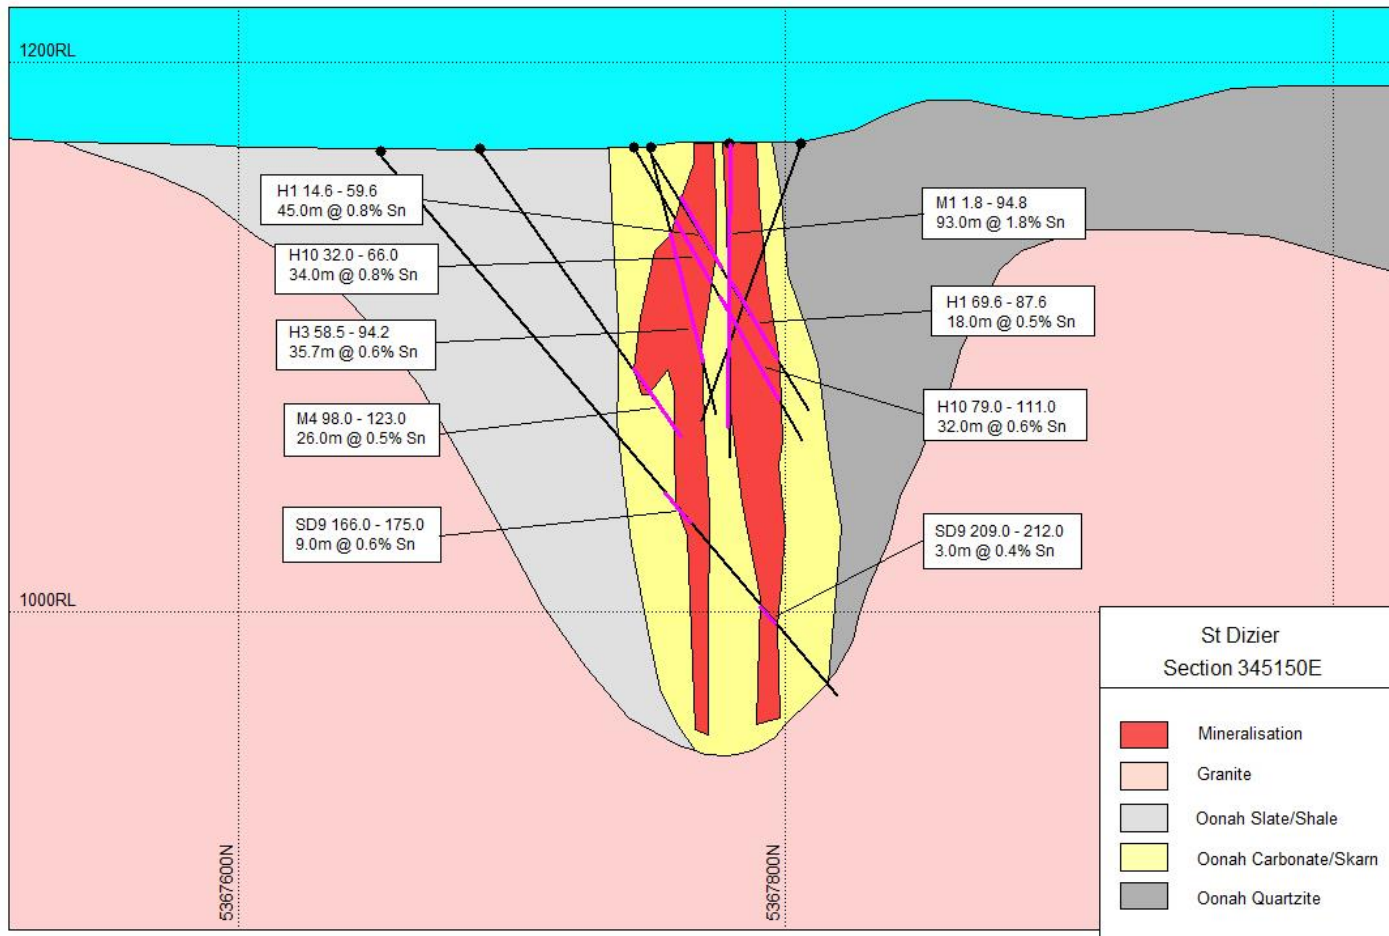 1200RL
H1 14.6 - 59.6
45.0m @ 0.8% Sn
H10 32.0 - 66.0
34.0m @ 0.8% Sn
H3 58.5 - 94.2
35.7m @ 0.6% Sn
M4 98.0 - 123.0
26.0m @ 0.5% Sn
SD9 166.0 - 175.0
9.0m @ 0.6% Sn
M1 1.8 - 94.8
93.0m @ 1.8% Sn
H1 69.6 - 87.6
18.0m @ 0.5% Sn
H10 79.0 - 111.0
32.0m @ 0.6% Sn
SD9 209.0 - 212.0
3.0m @ 0.4% Sn
1000RL
5367600N
5367800N
St Dizier
Section 345150E
Mineralisation
Granite
Oonah Slate/Shale
Oonah Carbonate/Skarn
Oonah Quartzite